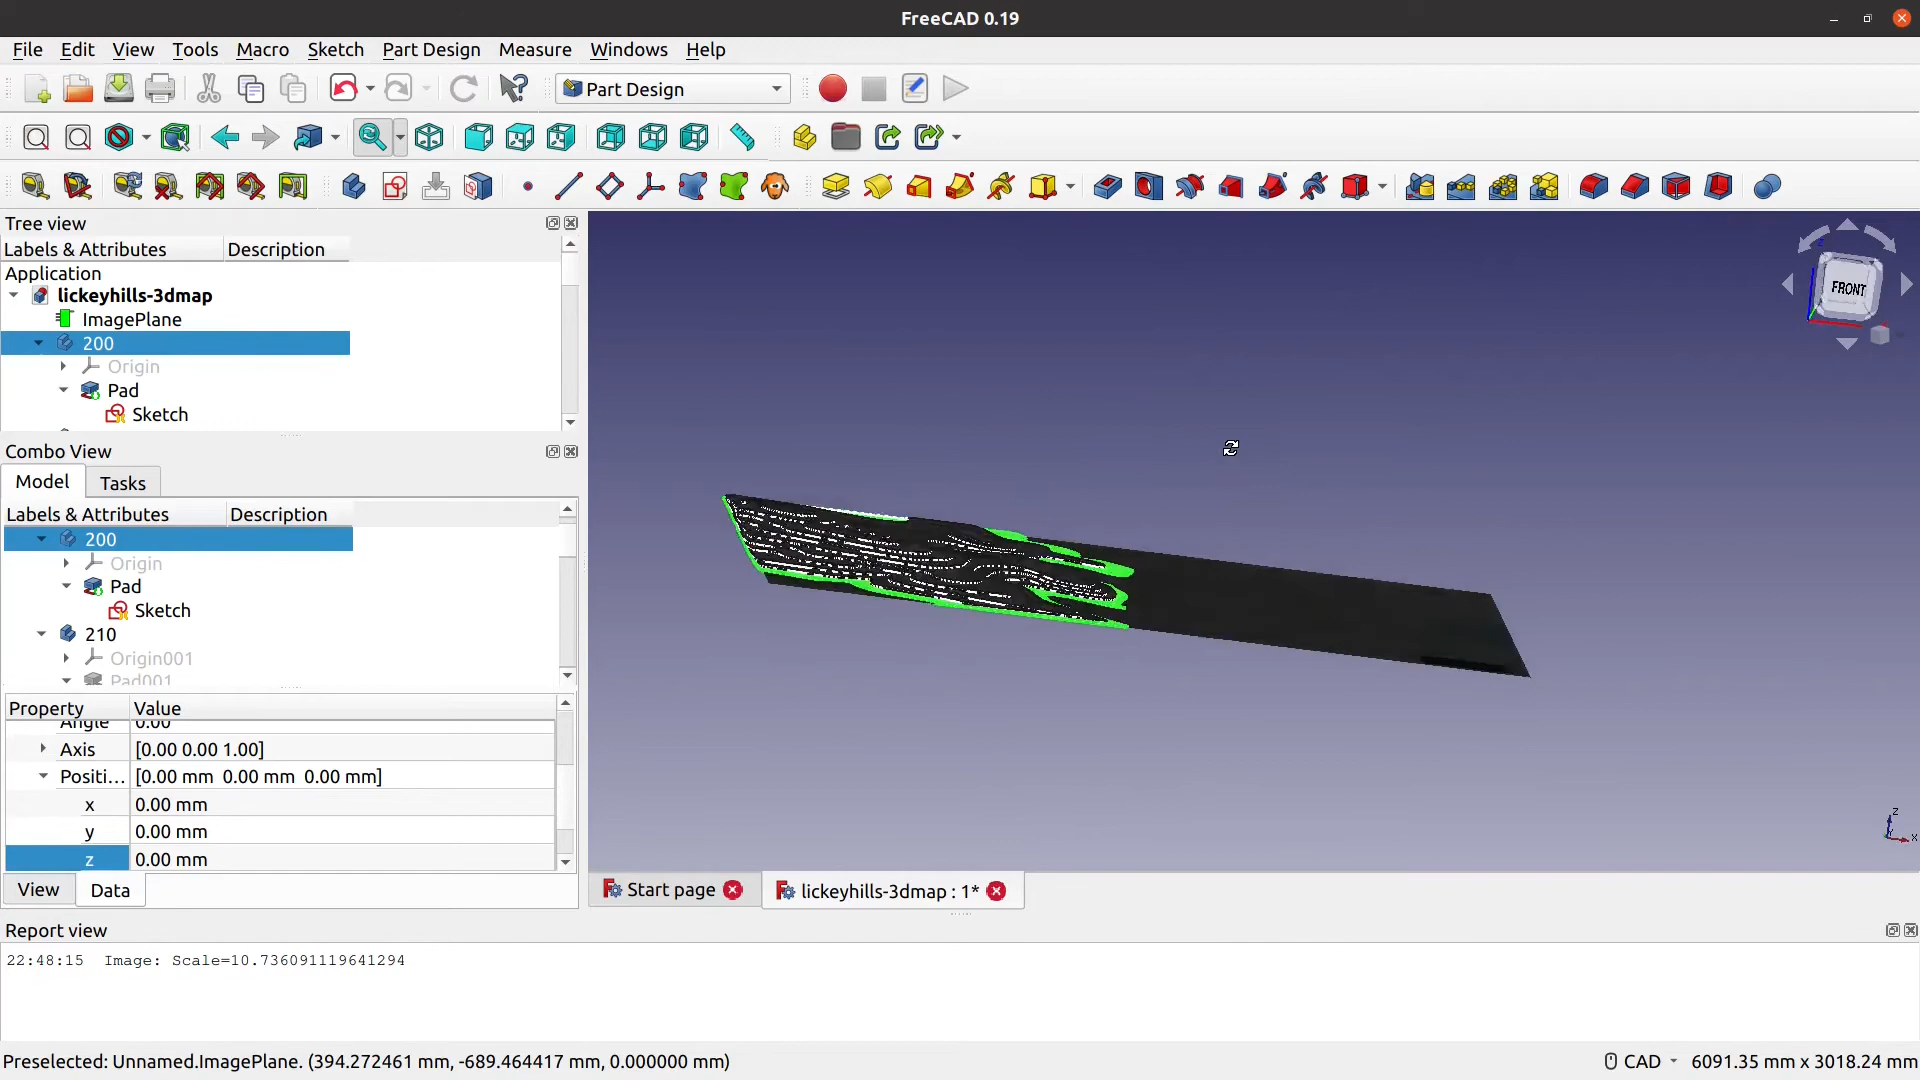 FreeCAD 0.19
File Edit View Tools Macro Sketch Part Design Measure Windows Help
Part Design
Tree view
Labels & Attributes Description
Application
lickeyhills-3dmap
ImagePlane
200
Origin
Pad
Sketch
Combo View
Model Tasks
Labels & Attributes Description
200
Origin
Pad
Sketch
210
Origin001
Pad001
Property Value
Angle 0.00
Axis [0.00 0.00 1.00]
Positi... [0.00 mm 0.00 mm 0.00 mm]
x 0.00 mm
y 0.00 mm
z 0.00 mm
View Data
FRONT
Z
X
Start page lickeyhills-3dmap : 1*
Report view
22:48:15 Image: Scale=10.736091119641294
Preselected: Unnamed.ImagePlane. (394.272461 mm, -689.464417 mm, 0.000000 mm) CAD 6091.35 mm x 3018.24 mm